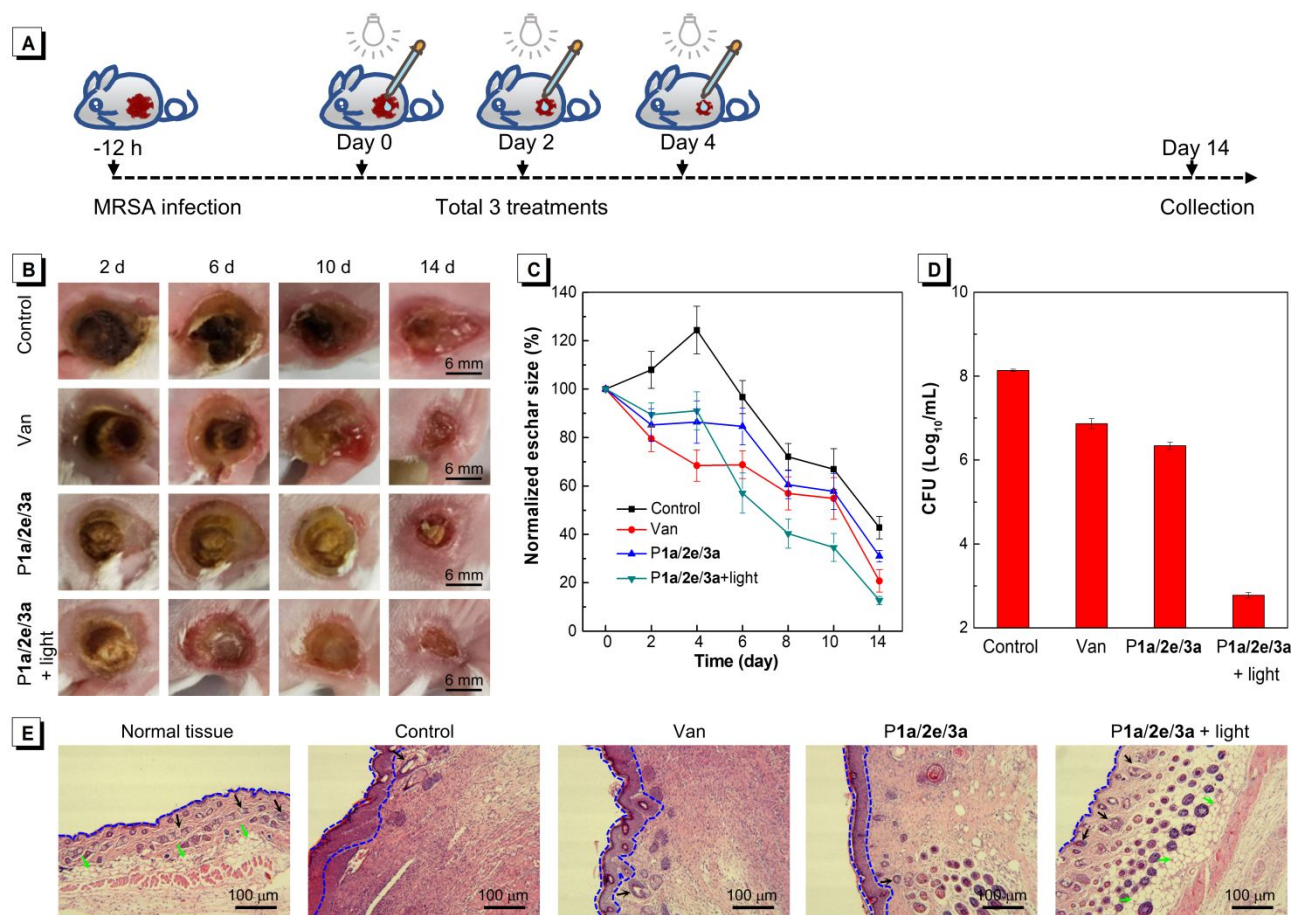 A
-12 h
Day 0
Day 2
Day 4
Day 14
MRSA infection
Total 3 treatments
Collection
B
2 d
6 d
10 d
14 d
Control
6 mm
Van
6 mm
P1a/2e/3a
6 mm
P1a/2e/3a
+ light
6 mm
C
Normalized eschar size (%)
140
120
100
80
60
40
20
0
Control
Van
P1a/2e/3a
P1a/2e/3a+light
0
2
4
6
8
10
14
Time (day)
D
CFU (Log10/mL)
10
8
6
4
2
Control
Van
P1a/2e/3a
P1a/2e/3a
+ light
E
Normal tissue
Control
Van
P1a/2e/3a
P1a/2e/3a + light
100 μm
100 μm
100 μm
100 μm
100 μm